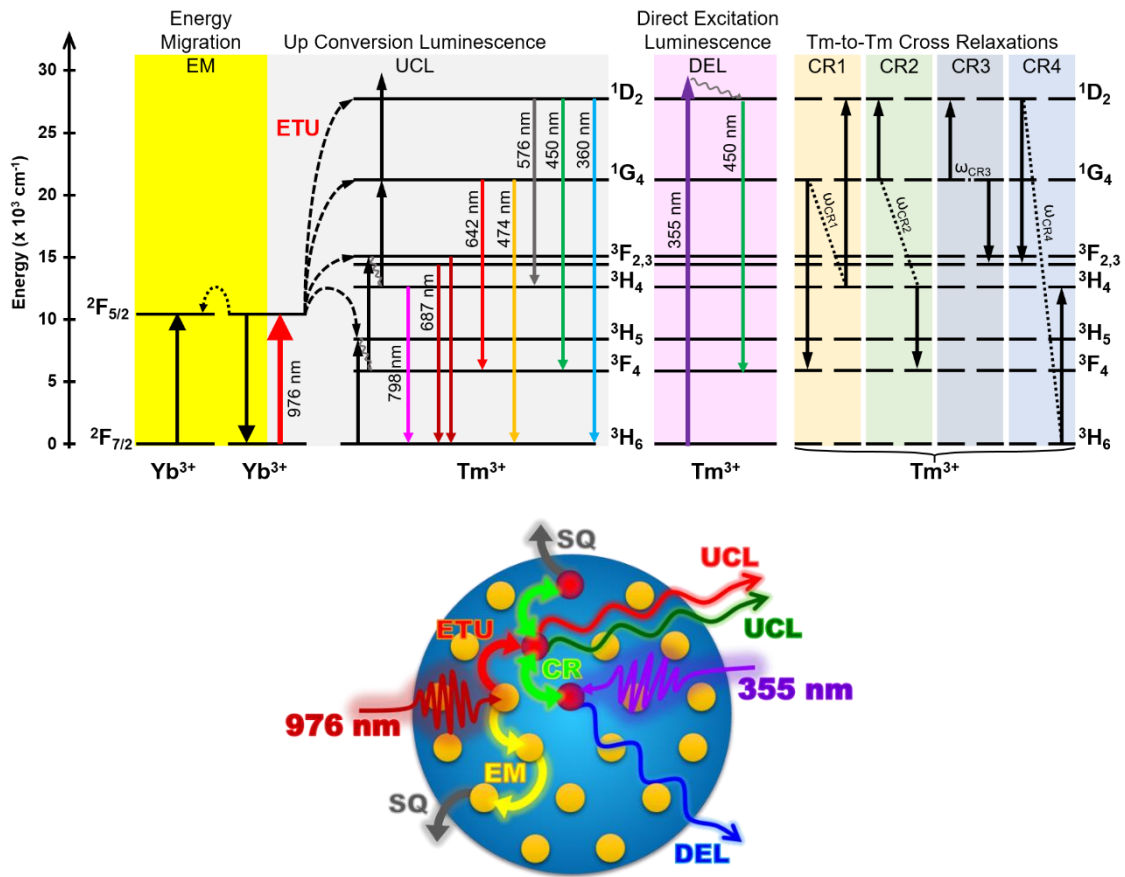 Energy Migration
EM
Up Conversion Luminescence
UCL
Direct Excitation Luminescence
DEL
Tm-to-Tm Cross Relaxations
CR1 CR2 CR3 CR4
Energy (x 10³ cm⁻¹)
30
25
20
15
10
5
0
²F₅/₂
²F₇/₂
ETU
976 nm
798 nm
687 nm
642 nm
474 nm
576 nm
450 nm
360 nm
¹D₂
¹G₄
³F₂,₃
³H₄
³H₅
³F₄
³H₆
355 nm
450 nm
ωCR1
ωCR2
ωCR3
ωCR4
¹D₂
¹G₄
³F₂,₃
³H₄
³H₅
³F₄
³H₆
Yb³⁺ Yb³⁺ Tm³⁺ Tm³⁺ Tm³⁺
SQ
UCL
UCL
ETU
CR
976 nm
355 nm
EM
SQ
DEL